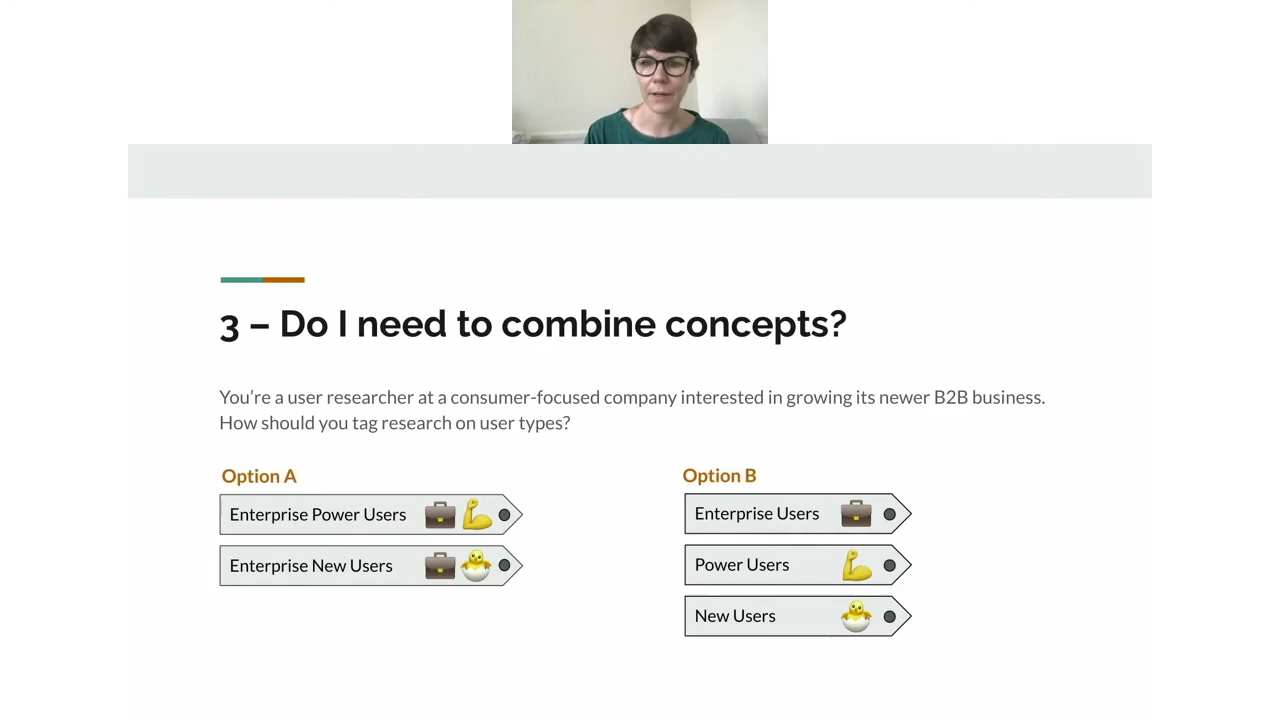 3 – Do I need to combine concepts?
You’re a user researcher at a consumer-focused company interested in growing its newer B2B business.
How should you tag research on user types?
Option A
Enterprise Power Users
Enterprise New Users
Option B
Enterprise Users
Power Users
New Users